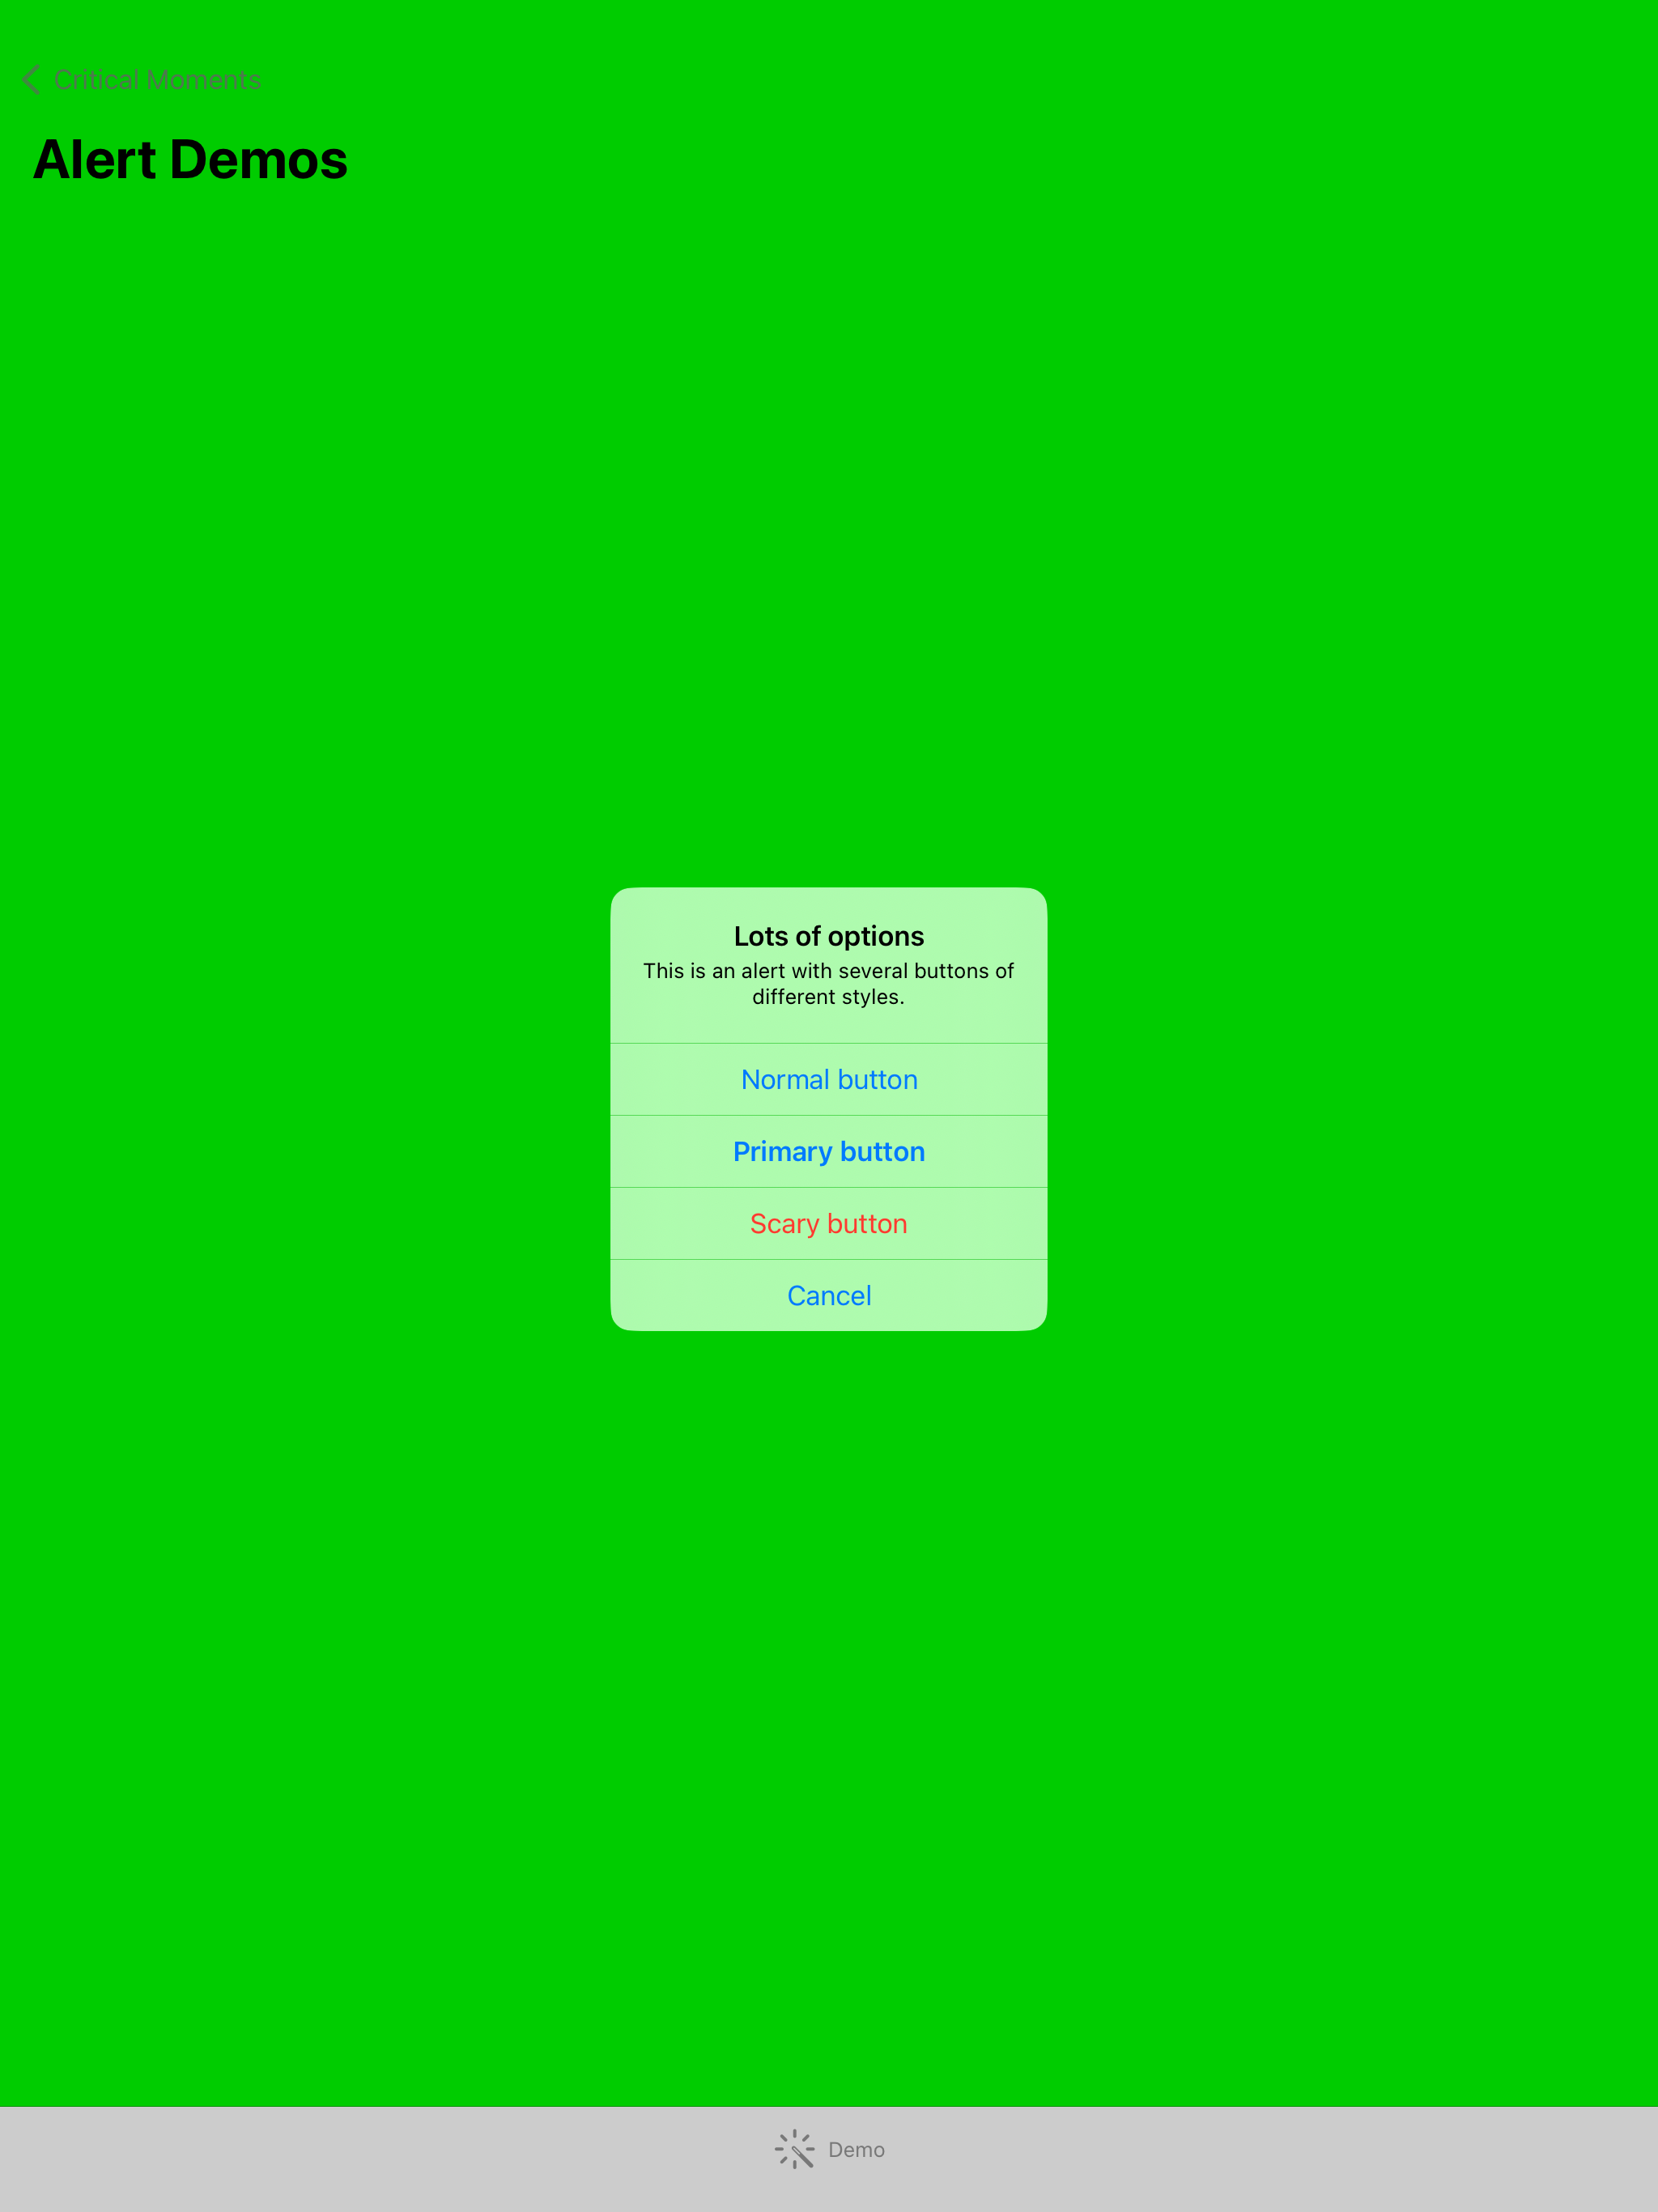 Critical Moments
Alert Demos
Lots of options
This is an alert with several buttons of
different styles.
Normal button
Primary button
Scary button
Cancel
Demo